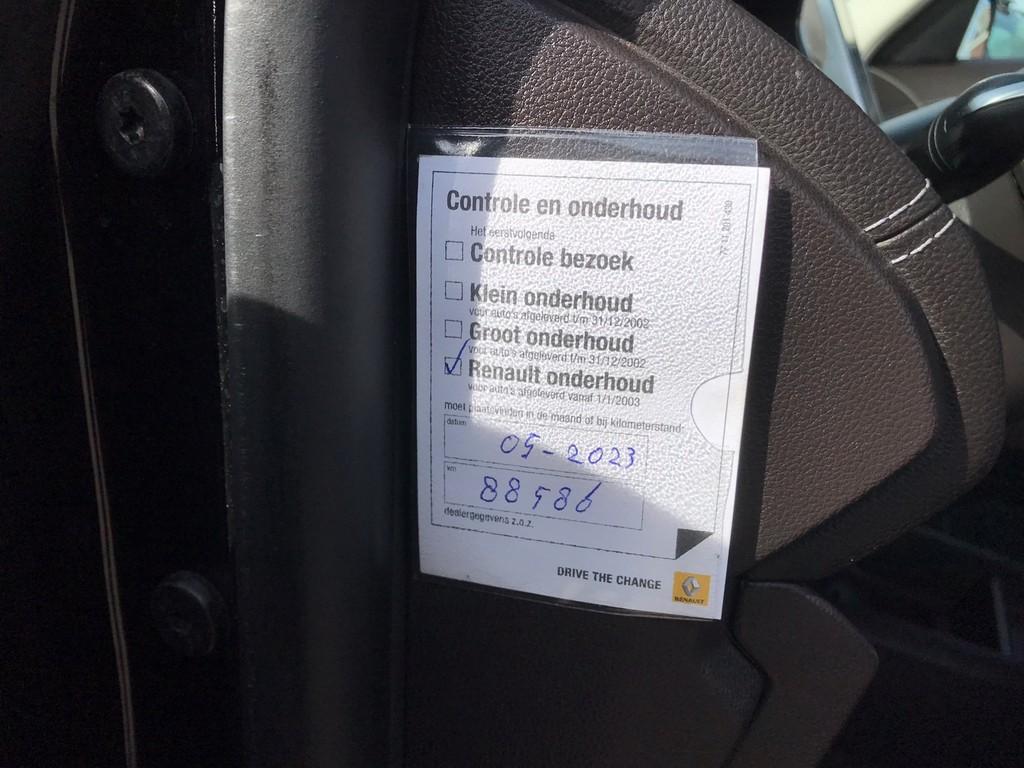 Controle en onderhoud
Het eerstvolgende
Controle bezoek
Klein onderhoud
voor auto's afgeleverd t/m 31/12/2002
Groot onderhoud
voor auto's afgeleverd t/m 31/12/2002
Renault onderhoud
voor auto's afgeleverd vanaf 1/1/2003
moet plaatsvinden in de maand of bij kilometerstand:
datum
05-2023
km
88586
dealergegevens z.o.z.
DRIVE THE CHANGE
RENAULT